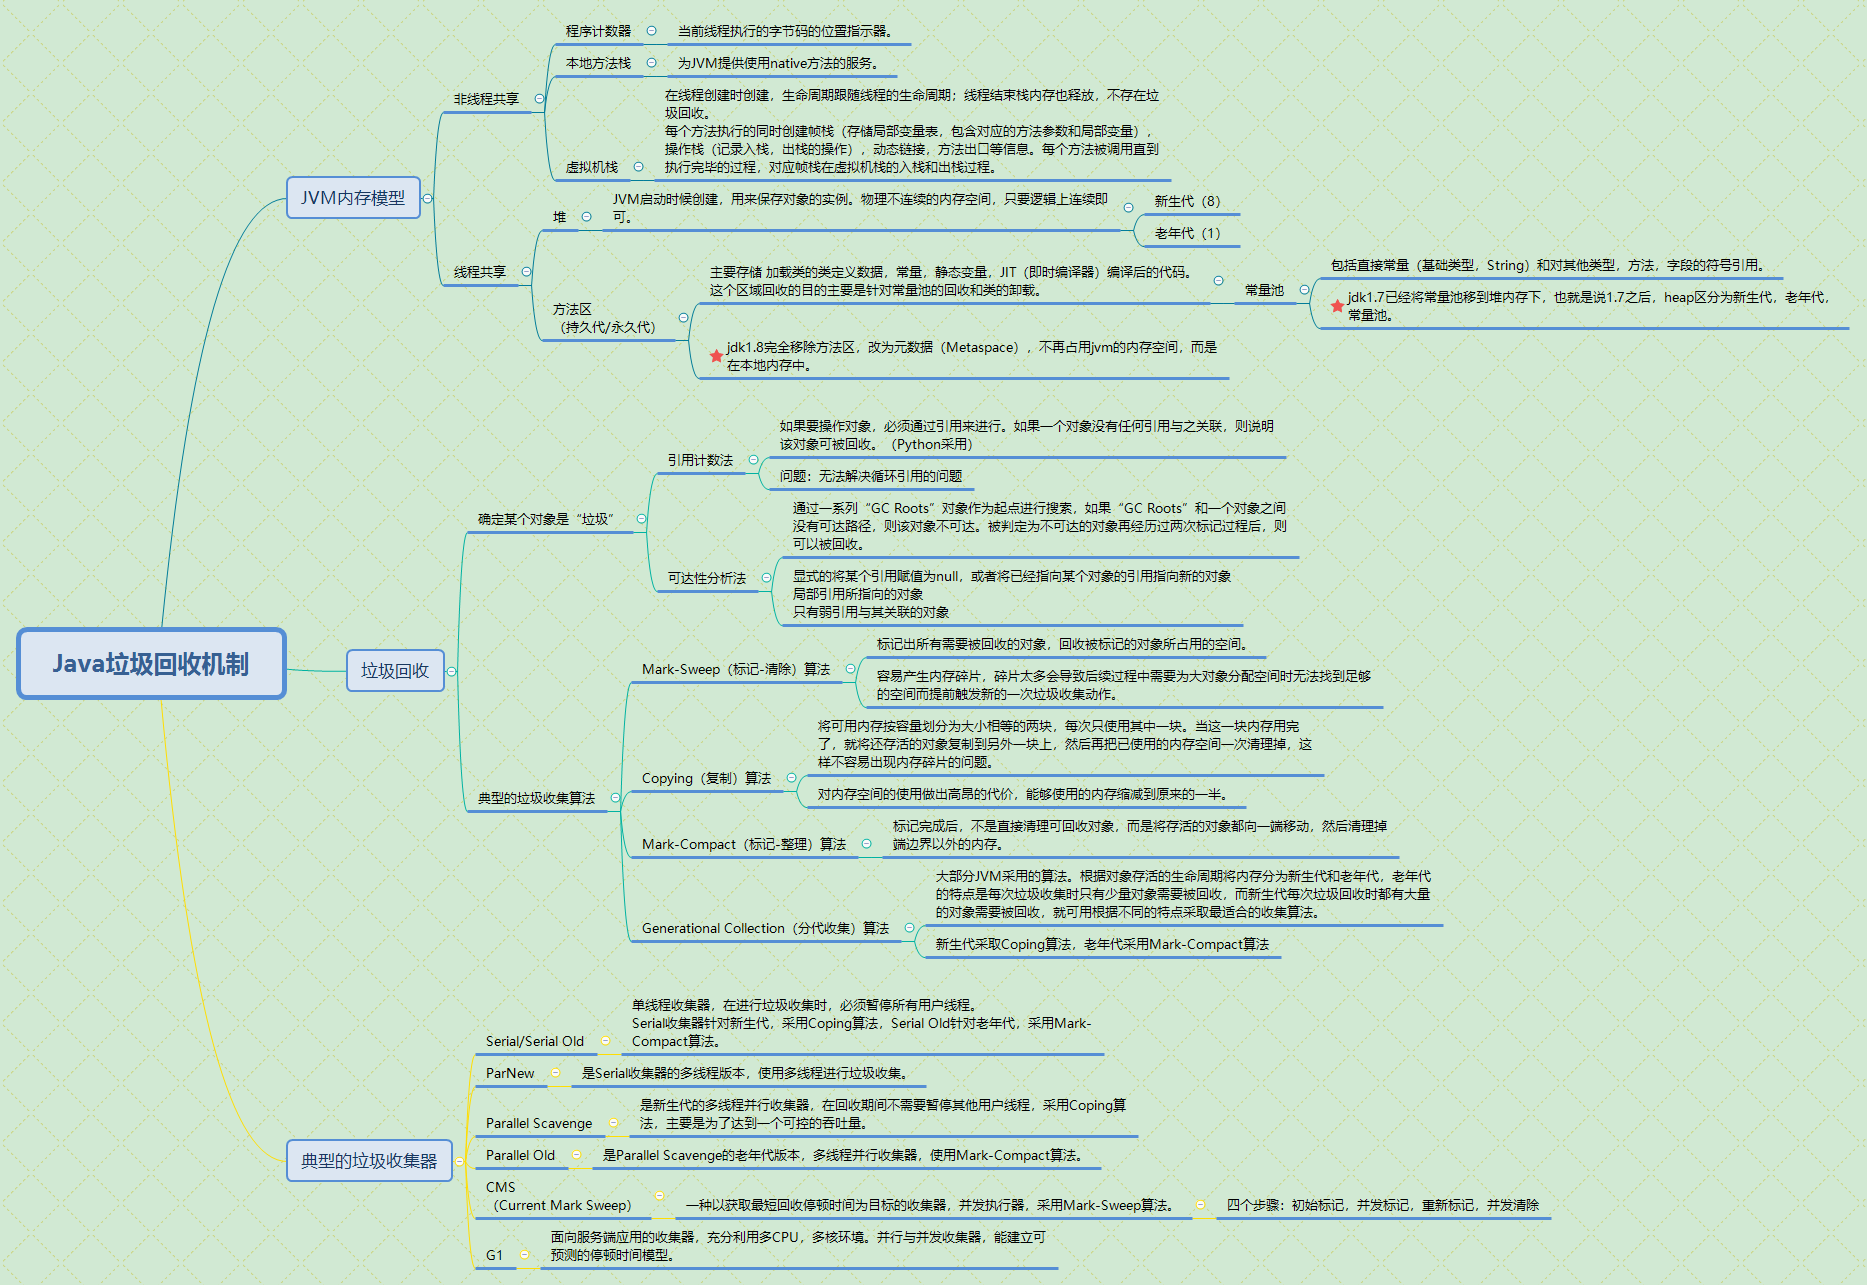 Java垃圾回收机制
JVM内存模型
非线程共享
程序计数器
当前线程执行的字节码的位置指示器。
本地方法栈
为JVM提供使用native方法的服务。
虚拟机栈
在线程创建时创建，生命周期跟随线程的生命周期；线程结束栈内存也释放，不存在垃
圾回收。
每个方法执行的同时创建帧栈（存储局部变量表，包含对应的方法参数和局部变量），
操作栈（记录入栈，出栈的操作），动态链接，方法出口等信息。每个方法被调用直到
执行完毕的过程，对应帧栈在虚拟机栈的入栈和出栈过程。
线程共享
堆
JVM启动时候创建，用来保存对象的实例。物理不连续的内存空间，只要逻辑上连续即
可。
新生代（8）
老年代（1）
方法区
（持久代/永久代）
主要存储 加载类的类定义数据，常量，静态变量，JIT（即时编译器）编译后的代码。
这个区域回收的目的主要是针对常量池的回收和类的卸载。
常量池
包括直接常量（基础类型，String）和对其他类型，方法，字段的符号引用。
jdk1.7已经将常量池移到堆内存下，也就是说1.7之后，heap区分为新生代，老年代，
常量池。
jdk1.8完全移除方法区，改为元数据（Metaspace），不再占用jvm的内存空间，而是
在本地内存中。
垃圾回收
确定某个对象是“垃圾”
引用计数法
如果要操作对象，必须通过引用来进行。如果一个对象没有任何引用与之关联，则说明
该对象可被回收。（Python采用）
问题：无法解决循环引用的问题
可达性分析法
通过一系列“GC Roots”对象作为起点进行搜索，如果“GC Roots”和一个对象之间
没有可达路径，则该对象不可达。被判定为不可达的对象再经历过两次标记过程后，则
可以被回收。
显式的将某个引用赋值为null，或者将已经指向某个对象的引用指向新的对象
局部引用所指向的对象
只有弱引用与其关联的对象
典型的垃圾收集算法
Mark-Sweep（标记-清除）算法
标记出所有需要被回收的对象，回收被标记的对象所占用的空间。
容易产生内存碎片，碎片太多会导致后续过程中需要为大对象分配空间时无法找到足够
的空间而提前触发新的一次垃圾收集动作。
Copying（复制）算法
将可用内存按容量划分为大小相等的两块，每次只使用其中一块。当这一块内存用完
了，就将还存活的对象复制到另外一块上，然后再把已使用的内存空间一次清理掉，这
样不容易出现内存碎片的问题。
对内存空间的使用做出高昂的代价，能够使用的内存缩减到原来的一半。
Mark-Compact（标记-整理）算法
标记完成后，不是直接清理可回收对象，而是将存活的对象都向一端移动，然后清理掉
端边界以外的内存。
Generational Collection（分代收集）算法
大部分JVM采用的算法。根据对象存活的生命周期将内存分为新生代和老年代，老年代
的特点是每次垃圾收集时只有少量对象需要被回收，而新生代每次垃圾回收时都有大量
的对象需要被回收，就可用根据不同的特点采取最适合的收集算法。
新生代采取Coping算法，老年代采用Mark-Compact算法
典型的垃圾收集器
Serial/Serial Old
单线程收集器，在进行垃圾收集时，必须暂停所有用户线程。
Serial收集器针对新生代，采用Coping算法，Serial Old针对老年代，采用Mark-
Compact算法。
ParNew
是Serial收集器的多线程版本，使用多线程进行垃圾收集。
Parallel Scavenge
是新生代的多线程并行收集器，在回收期间不需要暂停其他用户线程，采用Coping算
法，主要是为了达到一个可控的吞吐量。
Parallel Old
是Parallel Scavenge的老年代版本，多线程并行收集器，使用Mark-Compact算法。
CMS
（Current Mark Sweep）
一种以获取最短回收停顿时间为目标的收集器，并发执行器，采用Mark-Sweep算法。
四个步骤：初始标记，并发标记，重新标记，并发清除
G1
面向服务端应用的收集器，充分利用多CPU，多核环境。并行与并发收集器，能建立可
预测的停顿时间模型。